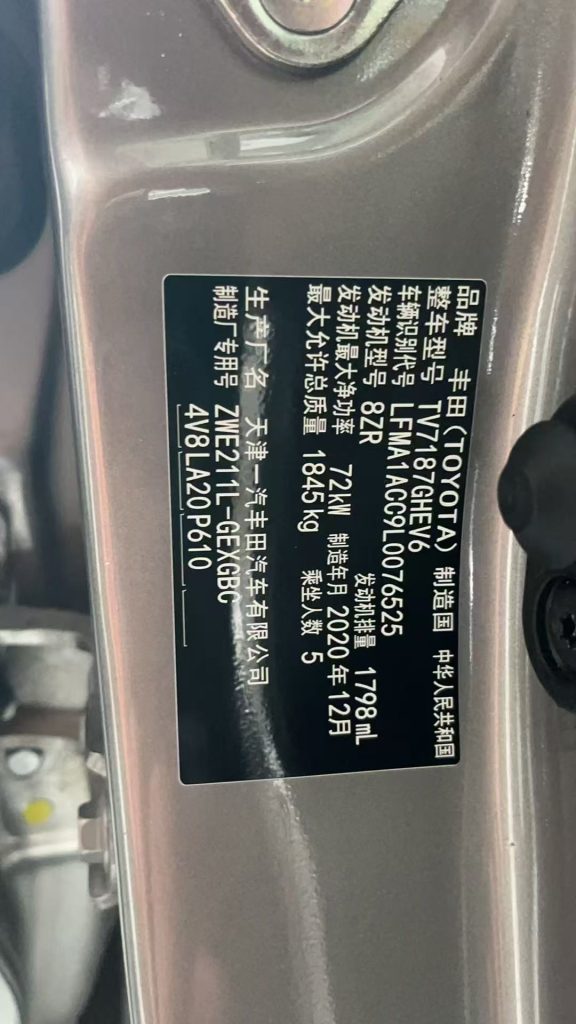 品牌 丰田(TOYOTA) 制造国 中华人民共和国
整车型号 TV7187GHEV6
车辆识别代号 LFMA1ACC9L0076525
发动机型号 8ZR 发动机排量 1798mL
发动机最大净功率 72kW 制造年月 2020年12月
最大允许总质量 1845kg 乘坐人数 5
生产厂名 天津一汽丰田汽车有限公司
制造厂专用号 ZWE211L-GEXGBC
4V8LA20P610